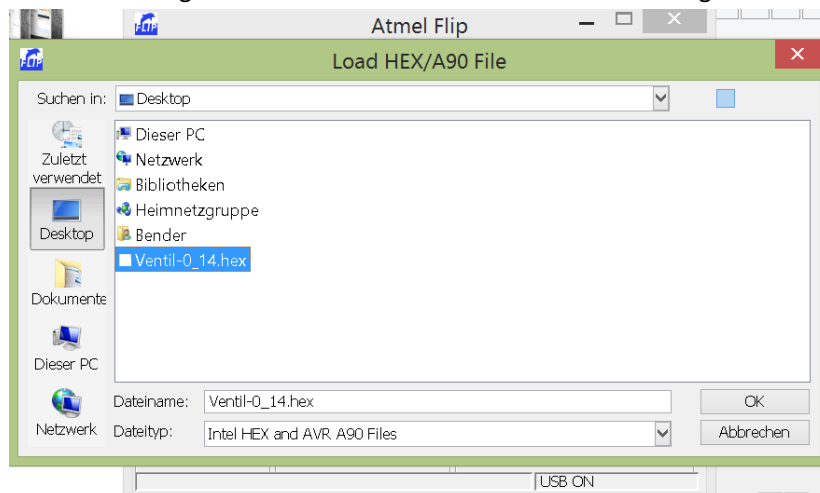 FLIP
Atmel Flip
FLIP
Load HEX/A90 File
Suchen in:
Desktop
Zuletzt
verwendet
Desktop
Dokumente
Dieser PC
Netzwerk
Dieser PC
Netzwerk
Bibliotheken
Heimnetzgruppe
Bender
Ventil-0_14.hex
Dateiname:
Ventil-0_14.hex
OK
Dateityp:
Intel HEX and AVR A90 Files
Abbrechen
USB ON